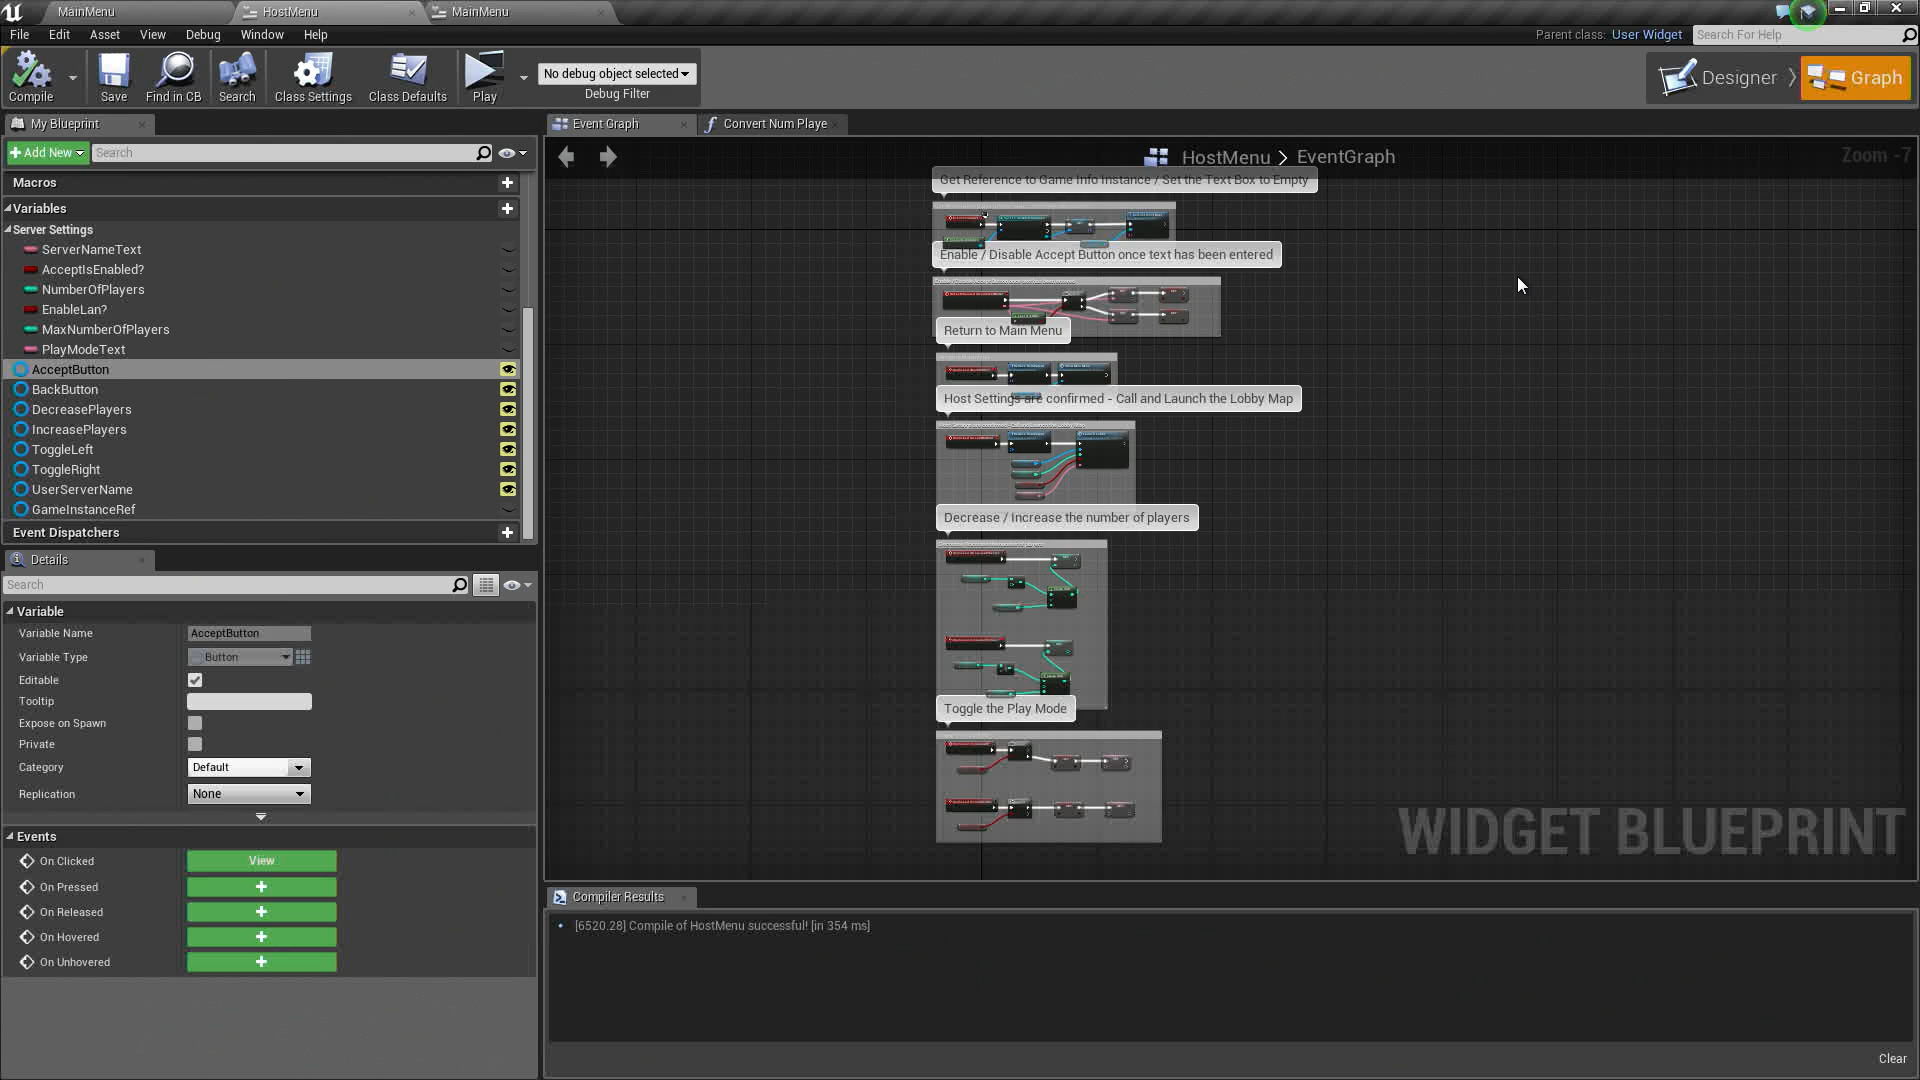 MainMenu
HostMenu
MainMenu
File Edit Asset View Debug Window Help
Parent class: User Widget
Search For Help
Compile
Save
Find in CB
Search
Class Settings
Class Defaults
Play
No debug object selected
Debug Filter
Designer
Graph
My Blueprint
Event Graph
Convert Num Playe
Add New
Search
HostMenu > EventGraph
Zoom -7
Macros
Variables
Server Settings
ServerNameText
AcceptIsEnabled?
NumberOfPlayers
EnableLan?
MaxNumberOfPlayers
PlayModeText
AcceptButton
BackButton
DecreasePlayers
IncreasePlayers
ToggleLeft
ToggleRight
UserServerName
GameInstanceRef
Event Dispatchers
Get Reference to Game Info Instance / Set the Text Box to Empty
Enable / Disable Accept Button once text has been entered
Return to Main Menu
Host Settings are confirmed - Call and Launch the Lobby Map
Decrease / Increase the number of players
Toggle the Play Mode
WIDGET BLUEPRINT
Details
Search
Variable
Variable Name AcceptButton
Variable Type Button
Editable
Tooltip
Expose on Spawn
Private
Category Default
Replication None
Events
On Clicked View
On Pressed
On Released
On Hovered
On Unhovered
Compiler Results
[6520.28] Compile of HostMenu successful! [in 354 ms]
Clear